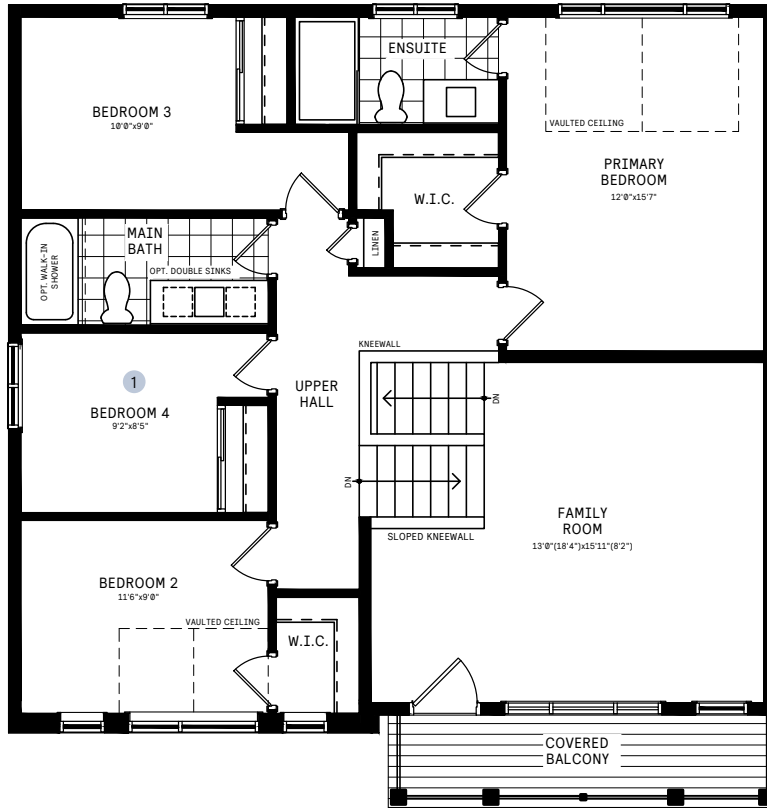 BEDROOM 3
10'0"x9'0"
ENSUITE
VAULTED CEILING
PRIMARY
BEDROOM
12'0"x15'7"
W.I.C.
LINEN
MAIN
BATH
OPT. DOUBLE SINKS
OPT. WALK-IN
SHOWER
KNEEWALL
1
BEDROOM 4
9'2"x8'5"
UPPER
HALL
DN
DN
SLOPED KNEEWALL
FAMILY
ROOM
13'0"(18'4")x15'11"(8'2")
BEDROOM 2
11'6"x9'0"
VAULTED CEILING
W.I.C.
COVERED
BALCONY